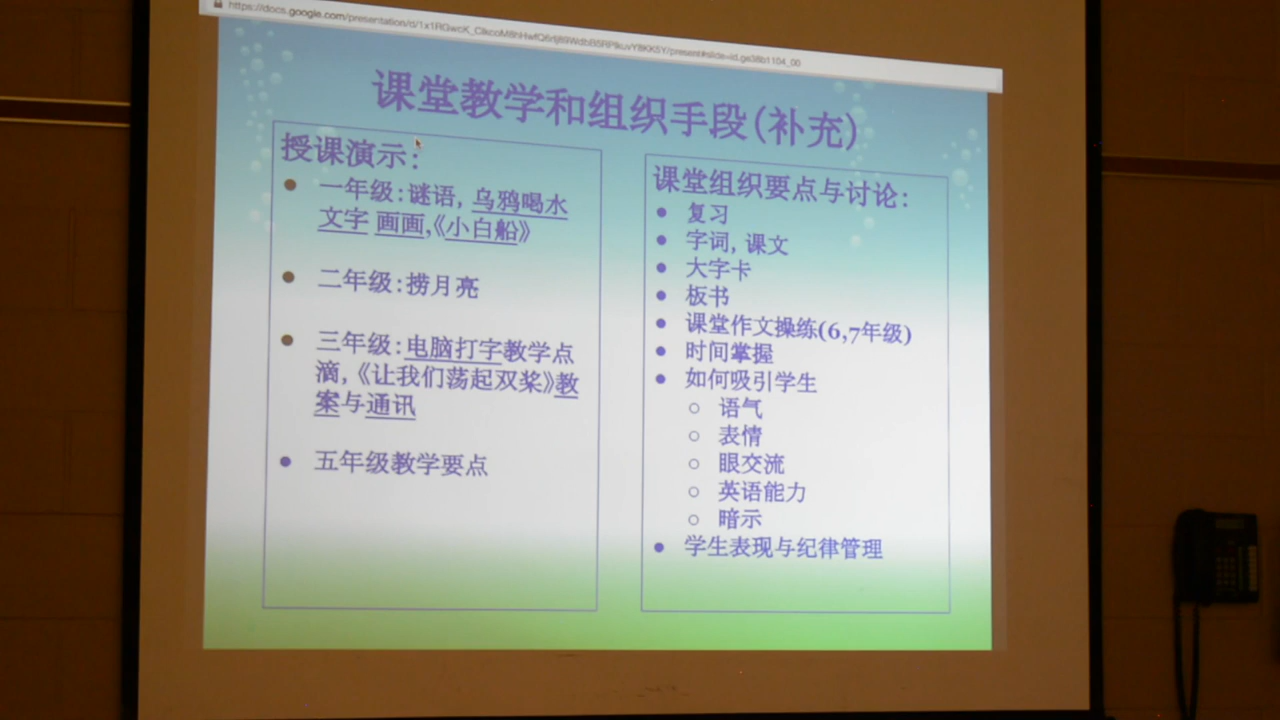 课堂教学和组织手段(补充)
授课演示:
一年级:谜语, 乌鸦喝水
文字 画画,《小白船》
二年级:捞月亮
三年级:电脑打字教学点
滴,《让我们荡起双桨》教
案与通讯
五年级教学要点
课堂组织要点与讨论:
复习
字词, 课文
大字卡
板书
课堂作文操练(6,7年级)
时间掌握
如何吸引学生
语气
表情
眼交流
英语能力
暗示
学生表现与纪律管理